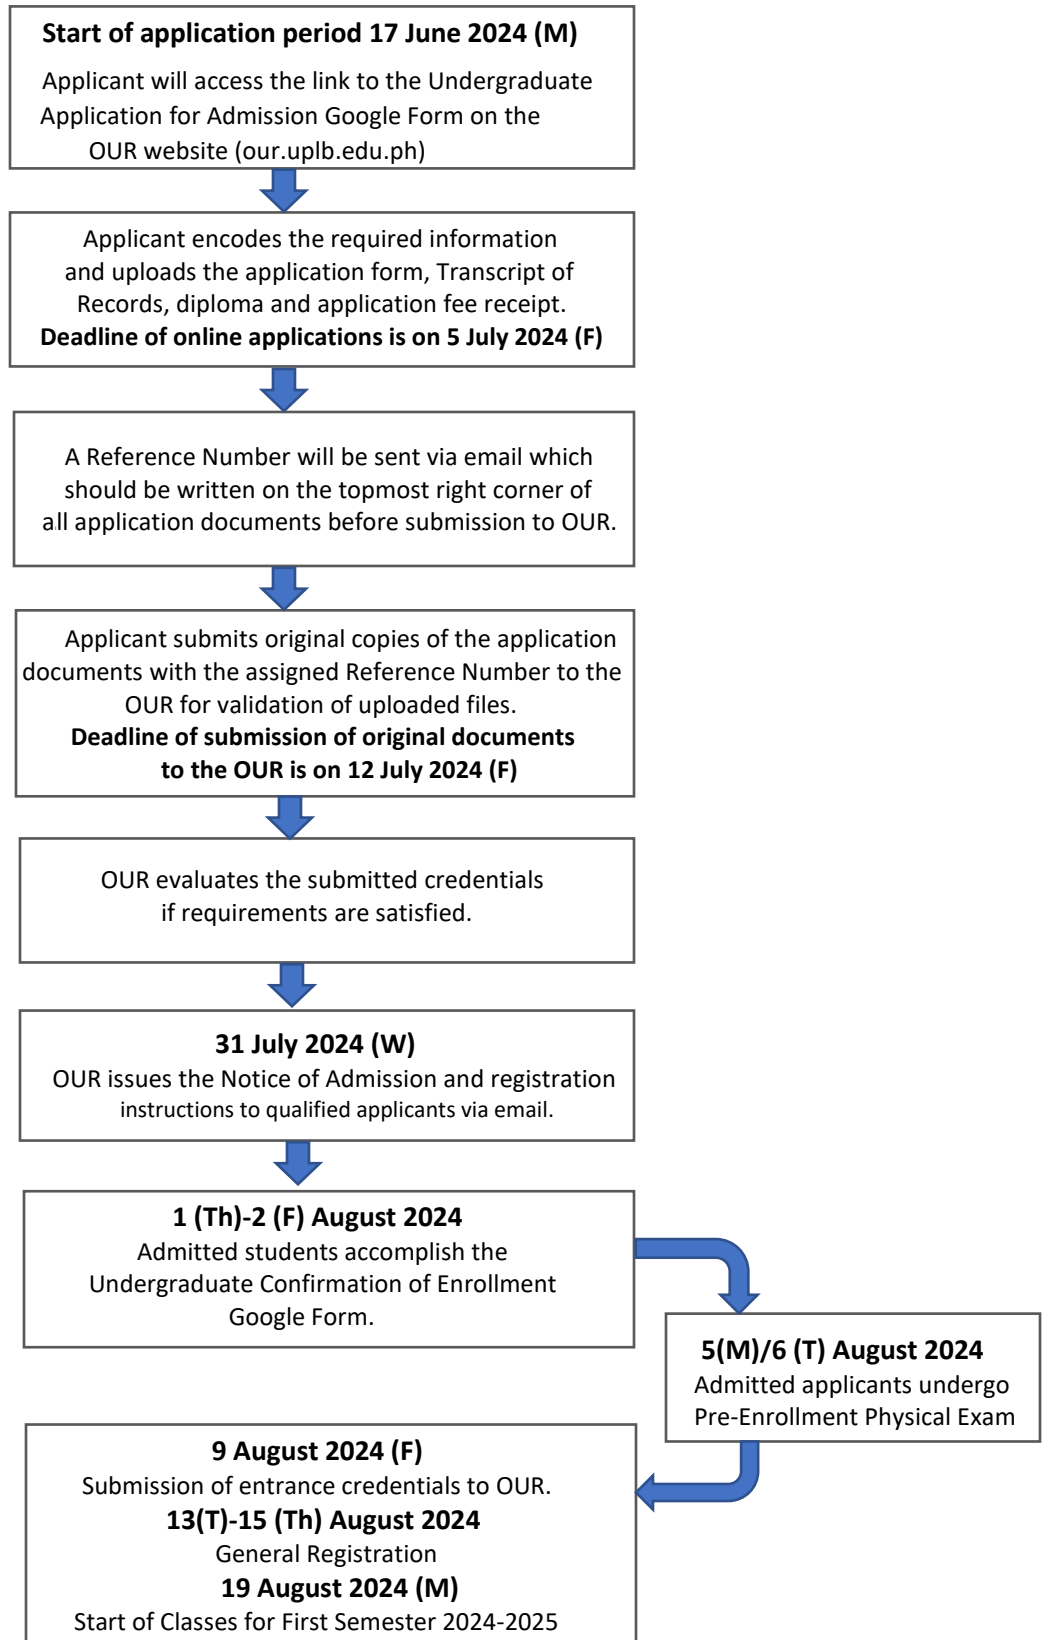 Start of application period 17 June 2024 (M)
Applicant will access the link to the Undergraduate
Application for Admission Google Form on the
OUR website (our.uplb.edu.ph)
Applicant encodes the required information
and uploads the application form, Transcript of
Records, diploma and application fee receipt.
Deadline of online applications is on 5 July 2024 (F)
A Reference Number will be sent via email which
should be written on the topmost right corner of
all application documents before submission to OUR.
Applicant submits original copies of the application
documents with the assigned Reference Number to the
OUR for validation of uploaded files.
Deadline of submission of original documents
to the OUR is on 12 July 2024 (F)
OUR evaluates the submitted credentials
if requirements are satisfied.
31 July 2024 (W)
OUR issues the Notice of Admission and registration
instructions to qualified applicants via email.
1 (Th)-2 (F) August 2024
Admitted students accomplish the
Undergraduate Confirmation of Enrollment
Google Form.
5(M)/6 (T) August 2024
Admitted applicants undergo
Pre-Enrollment Physical Exam
9 August 2024 (F)
Submission of entrance credentials to OUR.
13(T)-15 (Th) August 2024
General Registration
19 August 2024 (M)
Start of Classes for First Semester 2024-2025